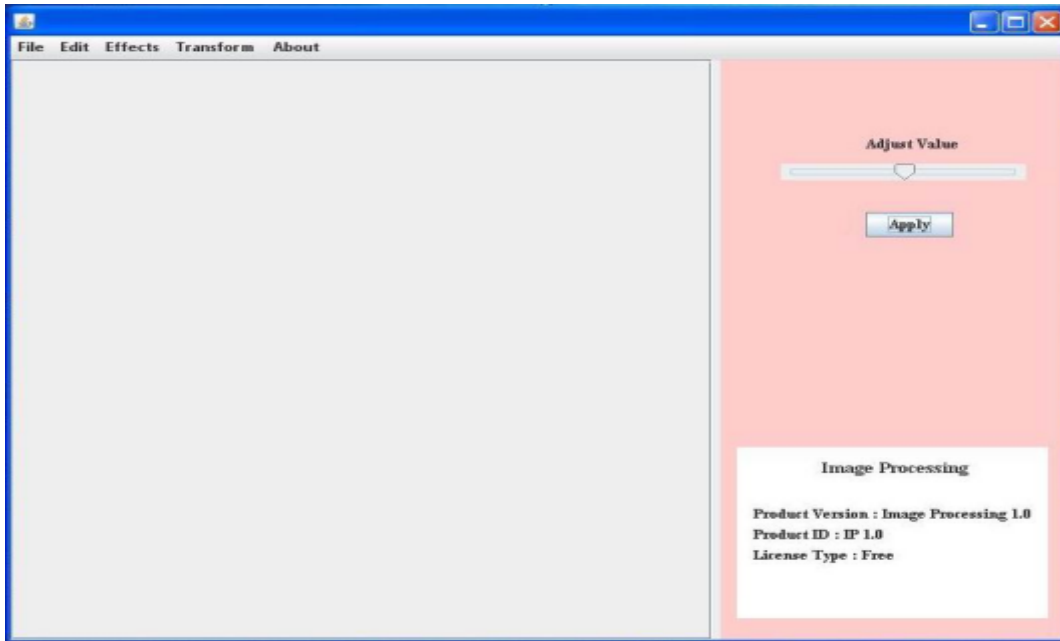 File Edit Effects Transform About
Adjust Value
Apply
Image Processing
Product Version : Image Processing 1.0
Product ID : IP 1.0
License Type : Free